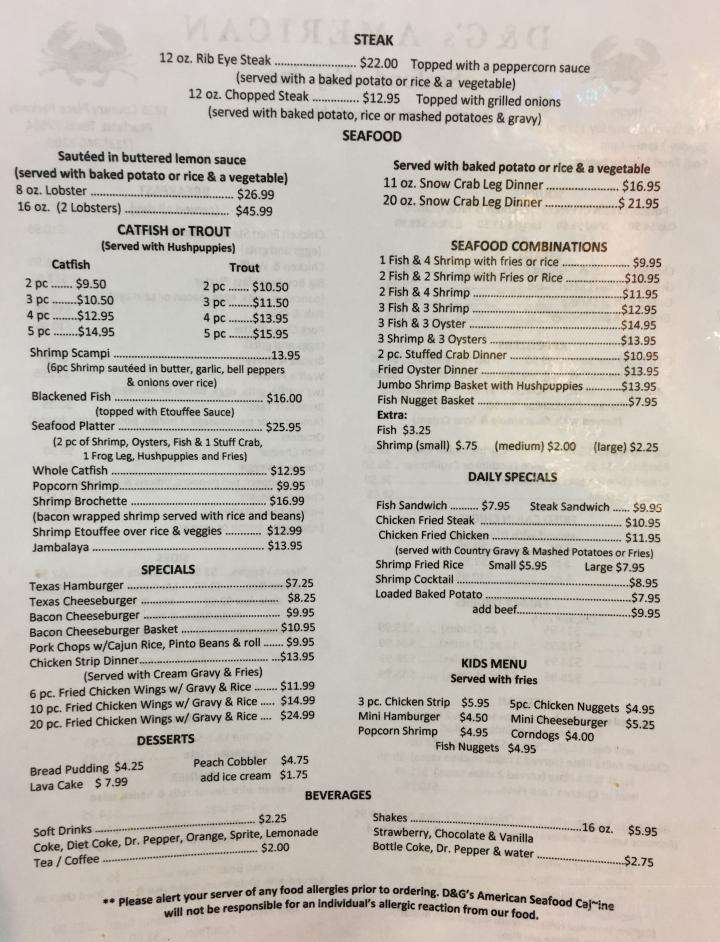 STEAK
12 oz. Rib Eye Steak ........................... $22.00 Topped with a peppercorn sauce
(served with a baked potato or rice & a vegetable)
12 oz. Chopped Steak .............. $12.95 Topped with grilled onions
(served with baked potato, rice or mashed potatoes & gravy)
SEAFOOD
Sautéed in buttered lemon sauce
(served with baked potato or rice & a vegetable)
8 oz. Lobster ............................................... $26.99
16 oz. (2 Lobsters) .................................. $45.99
CATFISH or TROUT
(Served with Hushpuppies)
Catfish
2 pc ....... $9.50
3 pc ........$10.50
4 pc ........$12.95
5 pc ........$14.95
Trout
2 pc ....... $10.50
3 pc ........$11.50
4 pc ........$13.95
5 pc ........$15.95
Shrimp Scampi .................................................13.95
(6pc Shrimp sautéed in butter, garlic, bell peppers
& onions over rice)
Blackened Fish ................................................. $16.00
(topped with Etouffee Sauce)
Seafood Platter ............................................... $25.95
(2 pc of Shrimp, Oysters, Fish & 1 Stuff Crab,
1 Frog Leg, Hushpuppies and Fries)
Whole Catfish .................................................. $12.95
Popcorn Shrimp................................................ $9.95
Shrimp Brochette ............................................ $16.99
(bacon wrapped shrimp served with rice and beans)
Shrimp Etouffee over rice & veggies ........... $12.99
Jambalaya ...................................................... $13.95
SPECIALS
Texas Hamburger .................................................. $7.25
Texas Cheeseburger ............................................. $8.25
Bacon Cheeseburger ............................................ $9.95
Bacon Cheeseburger Basket ................................ $10.95
Pork Chops w/Cajun Rice, Pinto Beans & roll ....... $9.95
Chicken Strip Dinner.......................................... ...$13.95
(Served with Cream Gravy & Fries)
6 pc. Fried Chicken Wings w/ Gravy & Rice ........ $11.99
10 pc. Fried Chicken Wings w/ Gravy & Rice ..... $14.99
20 pc. Fried Chicken Wings w/ Gravy & Rice .... $24.99
DESSERTS
Bread Pudding $4.25
Lava Cake $ 7.99
Peach Cobbler $4.75
add ice cream $1.75
Served with baked potato or rice & a vegetable
11 oz. Snow Crab Leg Dinner ........................ $16.95
20 oz. Snow Crab Leg Dinner ........................$ 21.95
SEAFOOD COMBINATIONS
1 Fish & 4 Shrimp with fries or rice ........................ $9.95
2 Fish & 2 Shrimp with Fries or Rice ......................$10.95
2 Fish & 4 Shrimp ....................................................$11.95
3 Fish & 3 Shrimp ....................................................$12.95
3 Fish & 3 Oyster .....................................................$14.95
3 Shrimp & 3 Oysters ..............................................$13.95
2 pc. Stuffed Crab Dinner ........................................ $10.95
Fried Oyster Dinner ................................................ $13.95
Jumbo Shrimp Basket with Hushpuppies ............$13.95
Fish Nugget Basket ...................................................$7.95
Extra:
Fish $3.25
Shrimp (small) $.75 (medium) $2.00 (large) $2.25
DAILY SPECIALS
Fish Sandwich .......... $7.95 Steak Sandwich ...... $9.95
Chicken Fried Steak ................................................ $10.95
Chicken Fried Chicken ............................................. $11.95
(served with Country Gravy & Mashed Potatoes or Fries)
Shrimp Fried Rice Small $5.95 Large $7.95
Shrimp Cocktail ..........................................................$8.95
Loaded Baked Potato .................................................$7.95
add beef......................................$9.95
KIDS MENU
Served with fries
3 pc. Chicken Strip $5.95 5pc. Chicken Nuggets $4.95
Mini Hamburger $4.50 Mini Cheeseburger $5.25
Popcorn Shrimp $4.95 Corndogs $4.00
Fish Nuggets $4.95
BEVERAGES
Soft Drinks ...................................................... $2.25
Coke, Diet Coke, Dr. Pepper, Orange, Sprite, Lemonade
Tea / Coffee .................................................... $2.00
Shakes .........................................................16 oz. $5.95
Strawberry, Chocolate & Vanilla
Bottle Coke, Dr. Pepper & water .............................$2.75
** Please alert your server of any food allergies prior to ordering. D&G's American Seafood Caj~ine
will not be responsible for an individual's allergic reaction from our food.